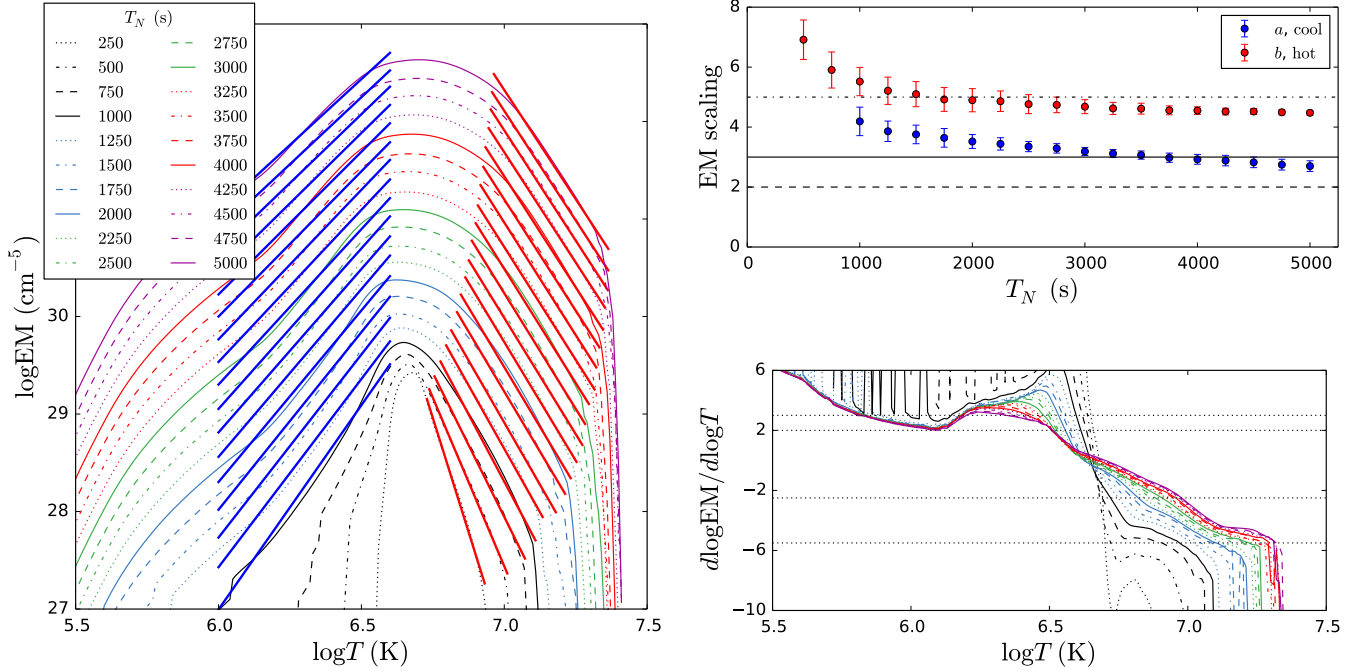 T_N (s)
250 2750
500 3000
750 3250
1000 3500
1250 3750
1500 4000
1750 4250
2000 4500
2250 4750
2500 5000
logEM (cm⁻⁵)
30
29
28
27
5.5 6.0 6.5 7.0 7.5
logT (K)
EM scaling
8
6
4
2
0
a, cool
b, hot
0 1000 2000 3000 4000 5000
T_N (s)
dlogEM/dlogT
6
2
−2
−6
−10
5.5 6.0 6.5 7.0 7.5
logT (K)